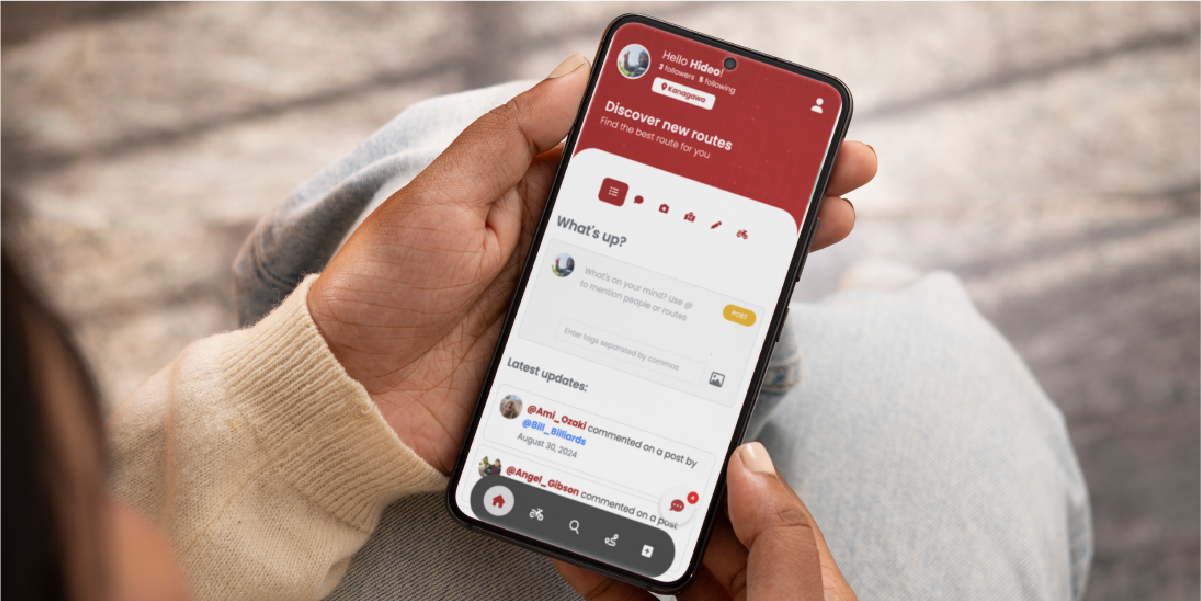 Hello Hideo!
2 followers 5 following
Kanagawa
Discover new routes
Find the best route for you
What's up?
What's on your mind? Use @
to mention people or routes
POST
Enter tags separated by commas
Latest updates:
@Ami_Ozaki commented on a post by
@Bill_Billiards
August 30, 2024
@Angel_Gibson commented on a post